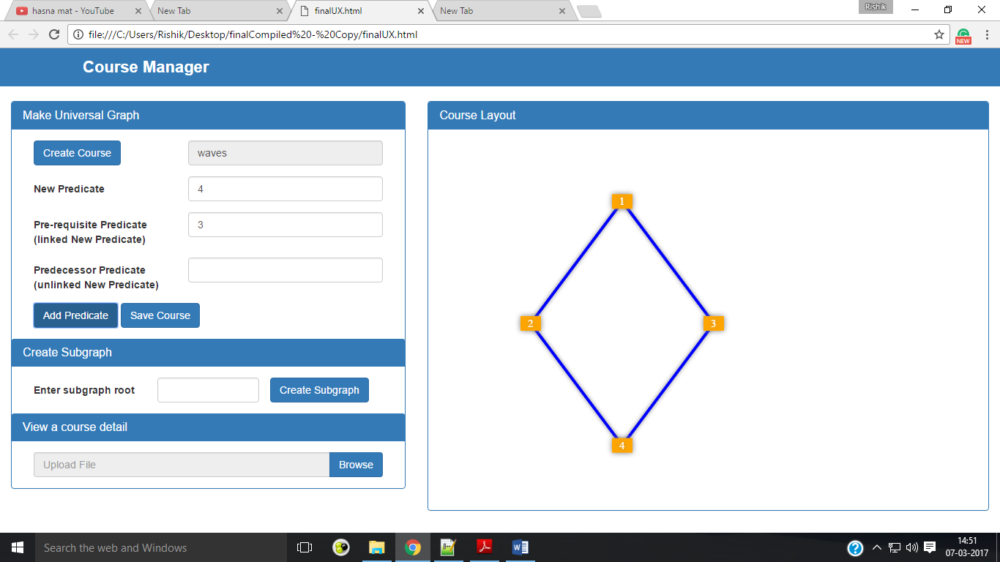 hasna mat - YouTube
New Tab
finalUX.html
New Tab
Rishik
file:///C:/Users/Rishik/Desktop/finalCompiled%20-%20Copy/finalUX.html
NEW
Course Manager
Make Universal Graph
Create Course
waves
New Predicate
4
Pre-requisite Predicate
(linked New Predicate)
3
Predecessor Predicate
(unlinked New Predicate)
Add Predicate
Save Course
Create Subgraph
Enter subgraph root
Create Subgraph
View a course detail
Upload File
Browse
Course Layout
1
2
3
4
Search the web and Windows
14:51
07-03-2017